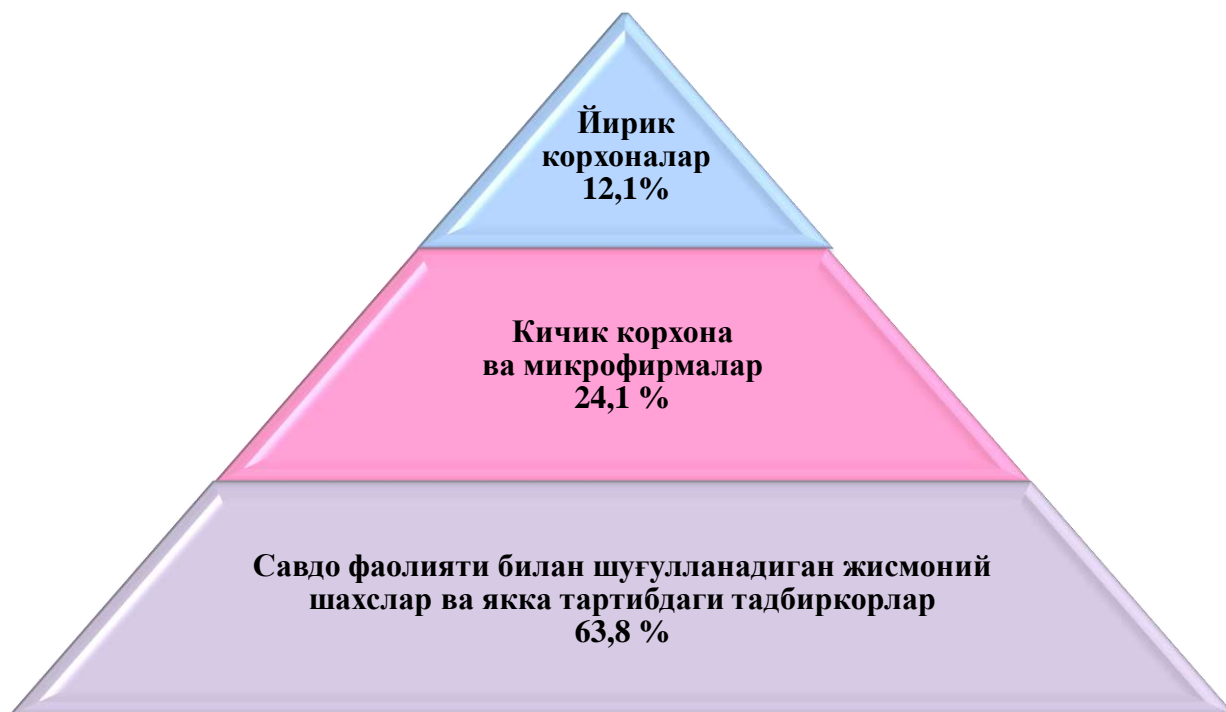 Йирик
корхоналар
12,1%
Кичик корхона
ва микрофирмалар
24,1 %
Савдо фаолияти билан шуғулланадиган жисмоний
шахслар ва якка тартибдаги тадбиркорлар
63,8 %